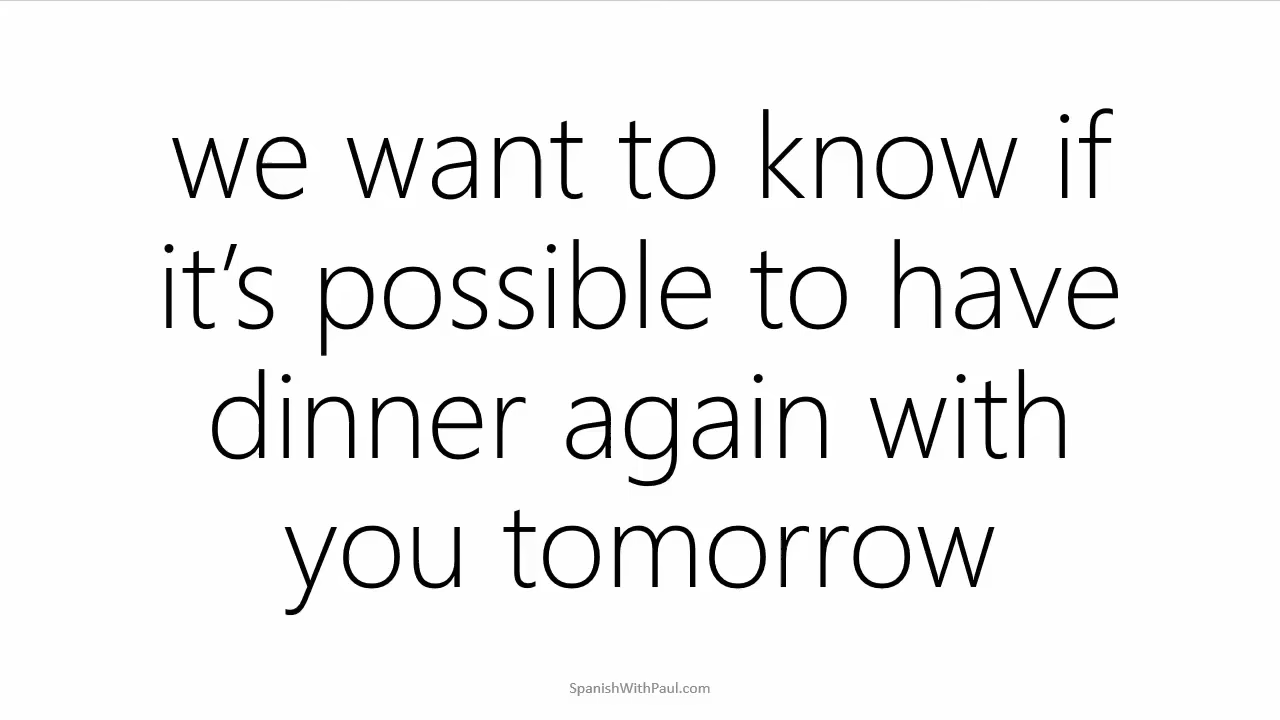 we want to know if
it’s possible to have
dinner again with
you tomorrow
SpanishWithPaul.com